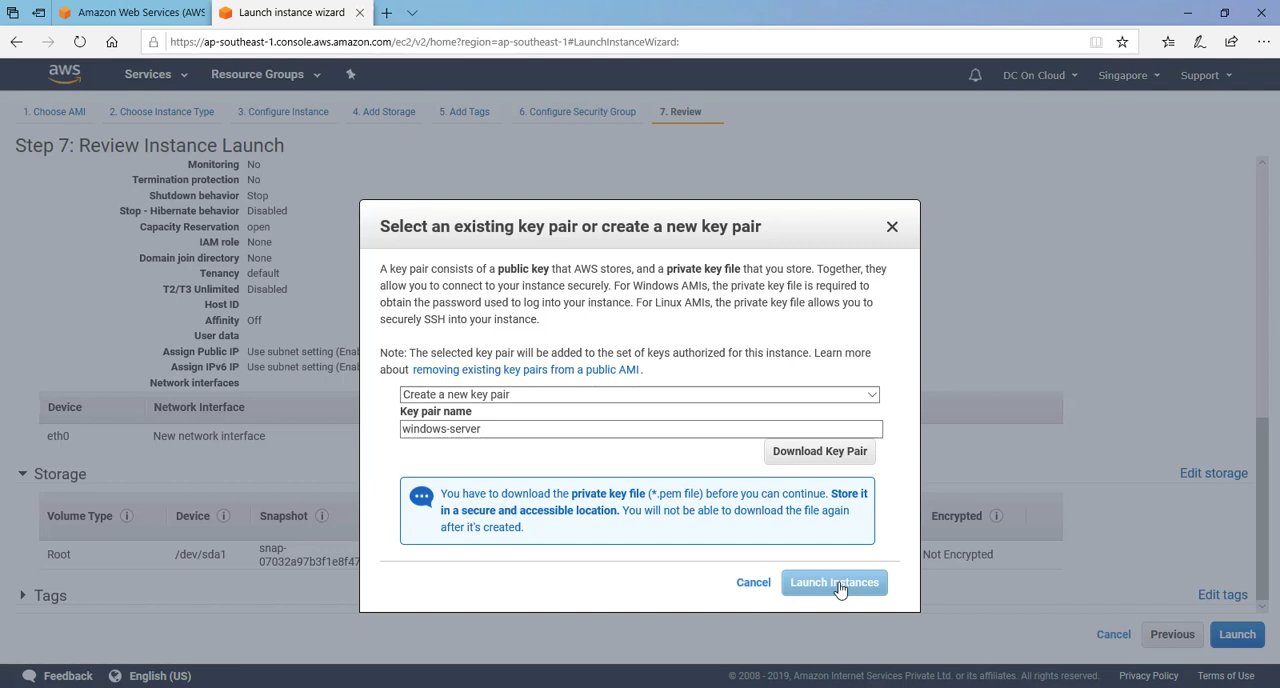 Amazon Web Services (AWS
Launch instance wizard
https://ap-southeast-1.console.aws.amazon.com/ec2/v2/home?region=ap-southeast-1#LaunchInstanceWizard:
aws
Services
Resource Groups
DC On Cloud
Singapore
Support
1. Choose AMI
2. Choose Instance Type
3. Configure Instance
4. Add Storage
5. Add Tags
6. Configure Security Group
7. Review
Step 7: Review Instance Launch
Monitoring No
Termination protection No
Shutdown behavior Stop
Stop - Hibernate behavior Disabled
Capacity Reservation open
IAM role None
Domain join directory None
Tenancy default
T2/T3 Unlimited Disabled
Host ID
Affinity Off
User data
Assign Public IP Use subnet setting (Enab
Assign IPv6 IP Use subnet setting (Enab
Network interfaces
Device Network Interface
eth0 New network interface
Storage
Edit storage
Volume Type Device Snapshot Encrypted
Root /dev/sda1 snap-
07032a97b3f1e8f47
Not Encrypted
Tags
Edit tags
Select an existing key pair or create a new key pair
A key pair consists of a public key that AWS stores, and a private key file that you store. Together, they
allow you to connect to your instance securely. For Windows AMIs, the private key file is required to
obtain the password used to log into your instance. For Linux AMIs, the private key file allows you to
securely SSH into your instance.
Note: The selected key pair will be added to the set of keys authorized for this instance. Learn more
about removing existing key pairs from a public AMI.
Create a new key pair
Key pair name
windows-server
Download Key Pair
You have to download the private key file (*.pem file) before you can continue. Store it
in a secure and accessible location. You will not be able to download the file again
after it's created.
Cancel
Launch Instances
Cancel
Previous
Launch
Feedback
English (US)
© 2008 - 2019, Amazon Internet Services Private Ltd. or its affiliates. All rights reserved.
Privacy Policy
Terms of Use